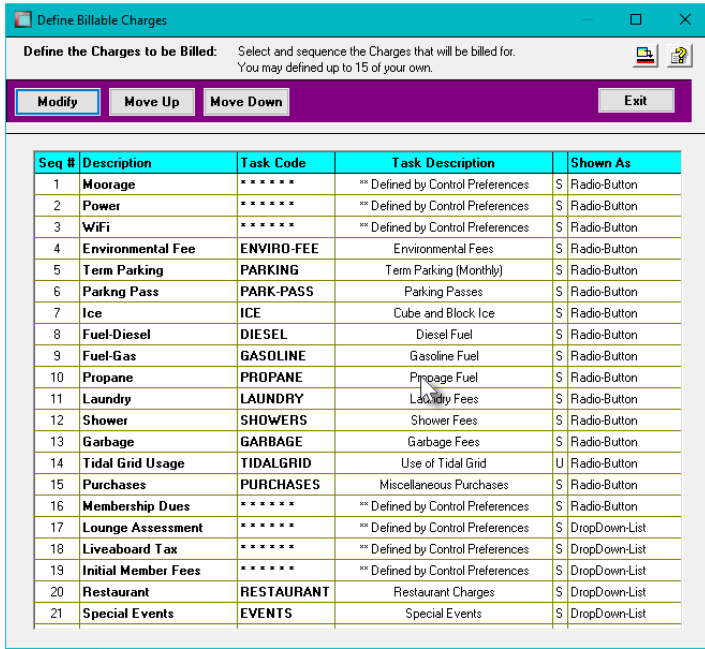 Define Billable Charges
Define the Charges to be Billed: Select and sequence the Charges that will be billed for.
You may defined up to 15 of your own.
Modify Move Up Move Down Exit
Seq # Description Task Code Task Description Shown As
1 Moorage * * * * * * ** Defined by Control Preferences S Radio-Button
2 Power * * * * * * ** Defined by Control Preferences S Radio-Button
3 WiFi * * * * * * ** Defined by Control Preferences S Radio-Button
4 Environmental Fee ENVIRO-FEE Environmental Fees S Radio-Button
5 Term Parking PARKING Term Parking (Monthly) S Radio-Button
6 Parkng Pass PARK-PASS Parking Passes S Radio-Button
7 Ice ICE Cube and Block Ice S Radio-Button
8 Fuel-Diesel DIESEL Diesel Fuel S Radio-Button
9 Fuel-Gas GASOLINE Gasoline Fuel S Radio-Button
10 Propane PROPANE Propage Fuel S Radio-Button
11 Laundry LAUNDRY Laundry Fees S Radio-Button
12 Shower SHOWERS Shower Fees S Radio-Button
13 Garbage GARBAGE Garbage Fees S Radio-Button
14 Tidal Grid Usage TIDALGRID Use of Tidal Grid U Radio-Button
15 Purchases PURCHASES Miscellaneous Purchases S Radio-Button
16 Membership Dues * * * * * * ** Defined by Control Preferences S Radio-Button
17 Lounge Assessment * * * * * * ** Defined by Control Preferences S DropDown-List
18 Liveaboard Tax * * * * * * ** Defined by Control Preferences S DropDown-List
19 Initial Member Fees * * * * * * ** Defined by Control Preferences S DropDown-List
20 Restaurant RESTAURANT Restaurant Charges S DropDown-List
21 Special Events EVENTS Special Events S DropDown-List